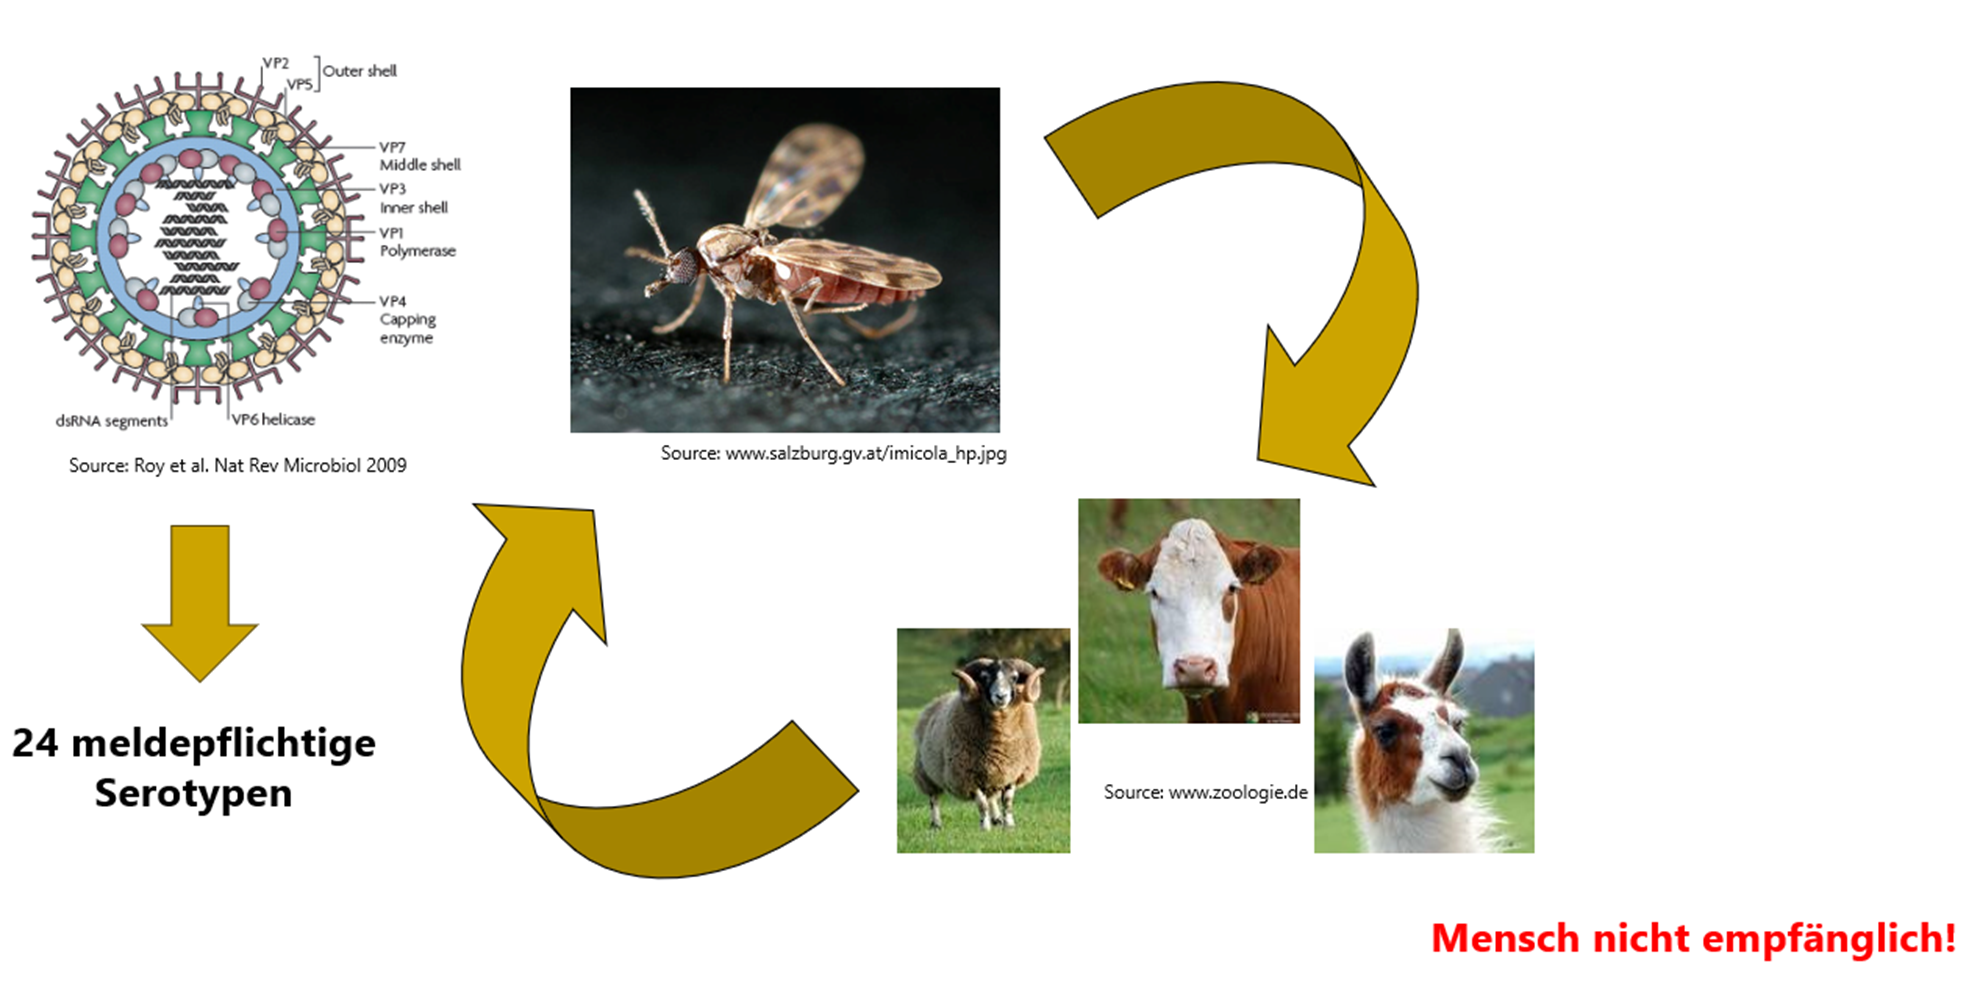 VP2
Outer shell
VP5
VP7
Middle shell
VP3
Inner shell
VP1
Polymerase
VP4
Capping
enzyme
dsRNA segments
VP6 helicase
Source: Roy et al. Nat Rev Microbiol 2009
Source: www.salzburg.gv.at/imicola_hp.jpg
24 meldepflichtige
Serotypen
Source: www.zoologie.de
Mensch nicht empfänglich!